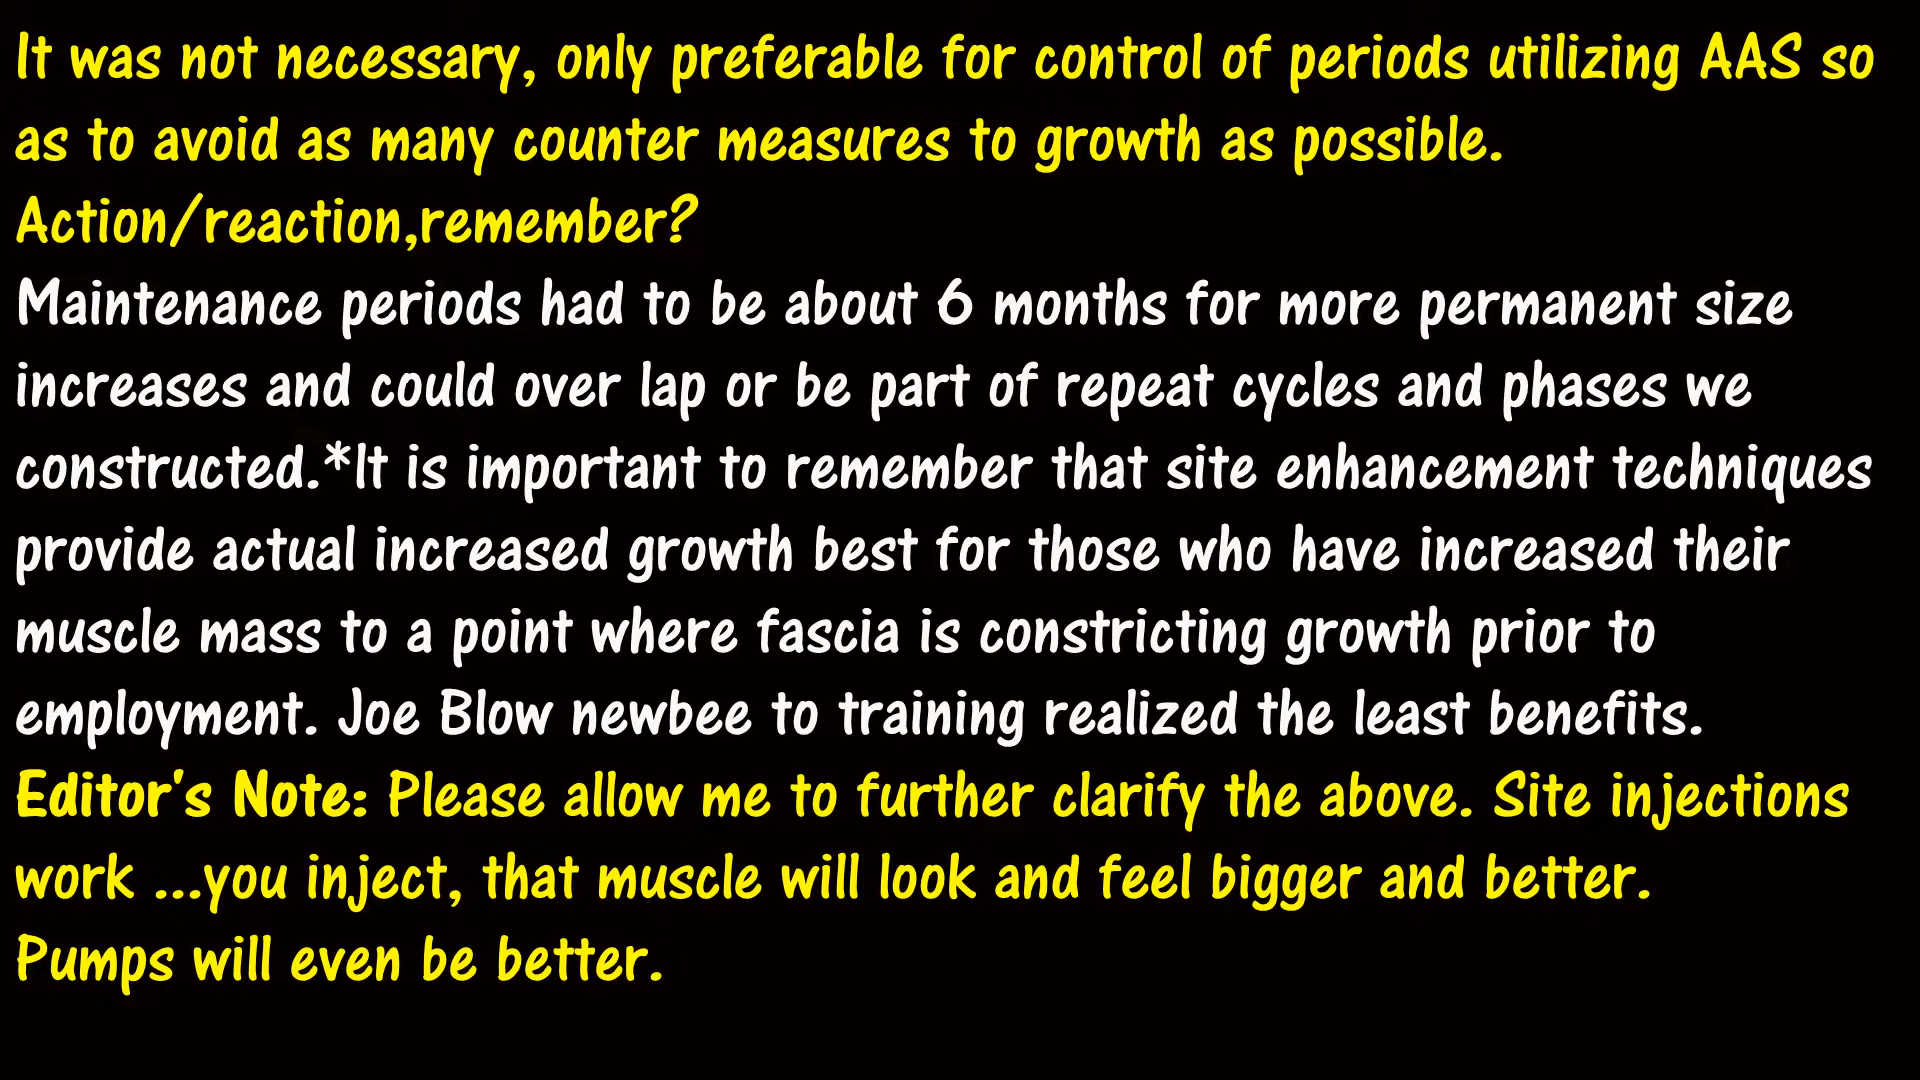 It was not necessary, only preferable for control of periods utilizing AAS so
as to avoid as many counter measures to growth as possible.
Action/reaction,remember?
Maintenance periods had to be about 6 months for more permanent size
increases and could over lap or be part of repeat cycles and phases we
constructed.*It is important to remember that site enhancement techniques
provide actual increased growth best for those who have increased their
muscle mass to a point where fascia is constricting growth prior to
employment. Joe Blow newbee to training realized the least benefits.
Editor's Note: Please allow me to further clarify the above. Site injections
work ...you inject, that muscle will look and feel bigger and better.
Pumps will even be better.